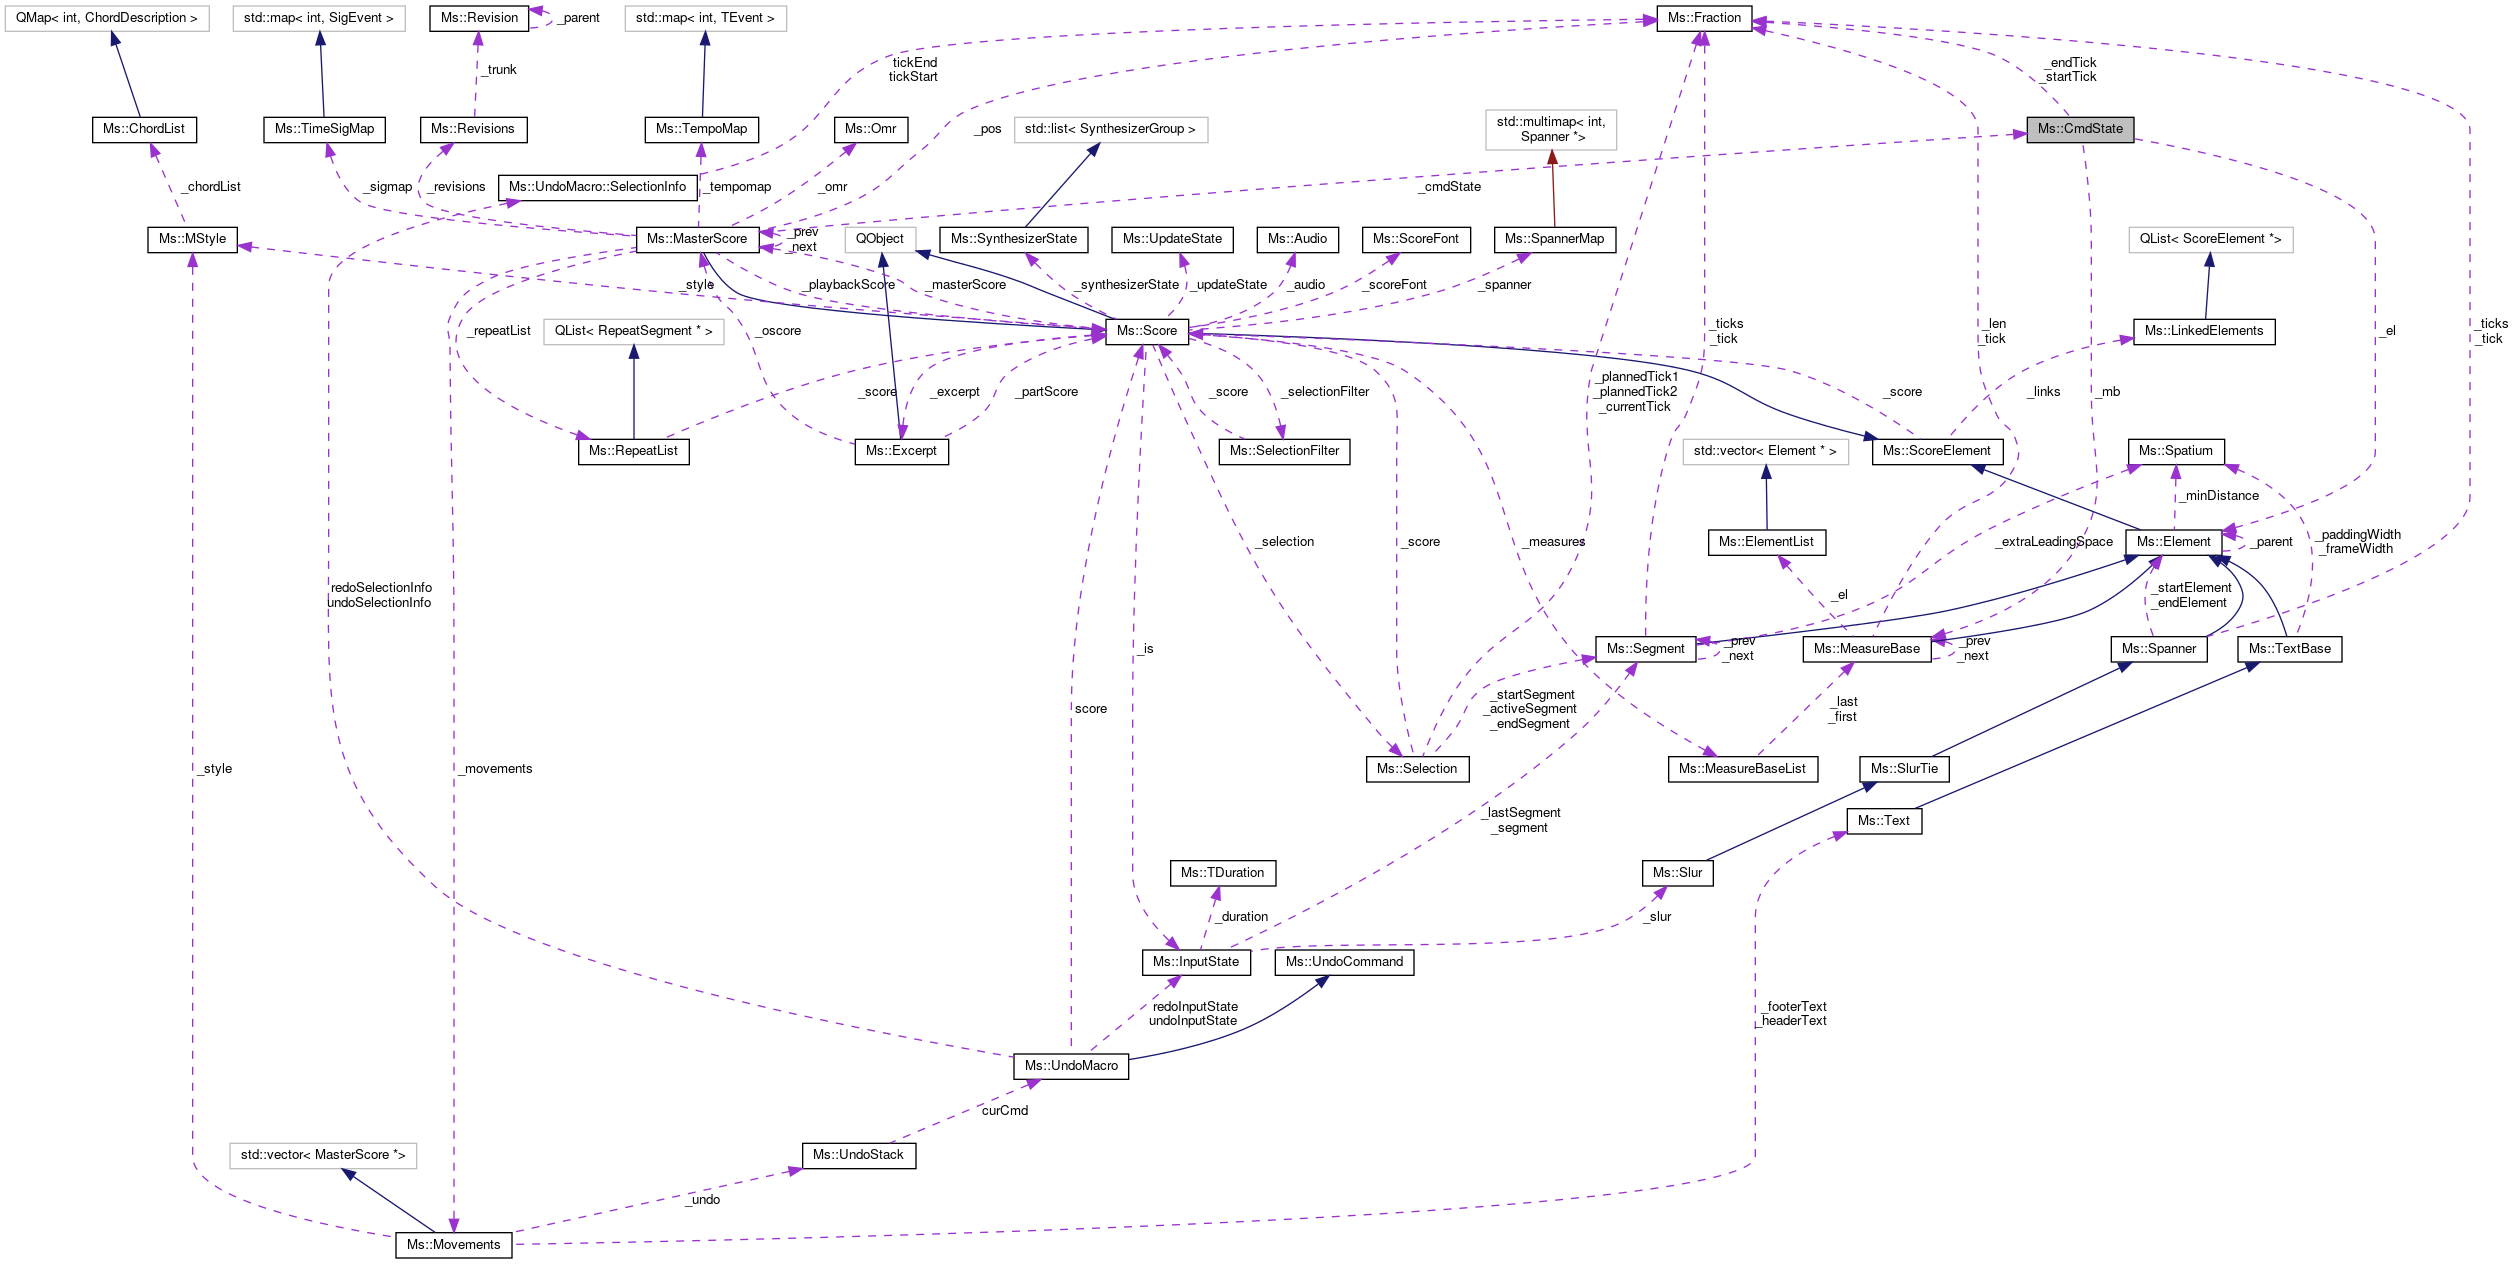 QMap< int, ChordDescription >
std::map< int, SigEvent >
Ms::Revision
_parent
std::map< int, TEvent >
Ms::Fraction
_trunk
tickEnd
tickStart
_endTick
_startTick
Ms::ChordList
Ms::TimeSigMap
Ms::Revisions
Ms::TempoMap
Ms::Omr
_pos
std::list< SynthesizerGroup >
std::multimap< int,
Spanner *>
Ms::CmdState
_chordList
_sigmap
_revisions
Ms::UndoMacro::SelectionInfo
_tempomap
_omr
_cmdState
Ms::MStyle
Ms::MasterScore
_prev
_next
QObject
Ms::SynthesizerState
Ms::UpdateState
Ms::Audio
Ms::ScoreFont
Ms::SpannerMap
QList< ScoreElement *>
_style
_playbackScore
_masterScore
_synthesizerState
_updateState
_audio
_scoreFont
_spanner
_repeatList
QList< RepeatSegment * >
_oscore
Ms::Score
_ticks
_tick
_len
_tick
Ms::LinkedElements
_el
_ticks
_tick
_score
_excerpt
_partScore
_score
_selectionFilter
_plannedTick1
_plannedTick2
_currentTick
_score
_links
_mb
Ms::RepeatList
Ms::Excerpt
Ms::SelectionFilter
std::vector< Element * >
Ms::ScoreElement
Ms::Spatium
_minDistance
_selection
_score
_measures
Ms::ElementList
_extraLeadingSpace
Ms::Element
_parent
_paddingWidth
_frameWidth
redoSelectionInfo
undoSelectionInfo
_el
_startElement
_endElement
_is
Ms::Segment
_prev
_next
Ms::MeasureBase
_prev
_next
Ms::Spanner
Ms::TextBase
score
_startSegment
_activeSegment
_endSegment
_last
_first
_style
_movements
Ms::Selection
Ms::MeasureBaseList
Ms::SlurTie
_lastSegment
_segment
Ms::Text
Ms::TDuration
Ms::Slur
_duration
_slur
Ms::InputState
Ms::UndoCommand
redoInputState
undoInputState
_footerText
_headerText
Ms::UndoMacro
curCmd
std::vector< MasterScore *>
Ms::UndoStack
_undo
Ms::Movements